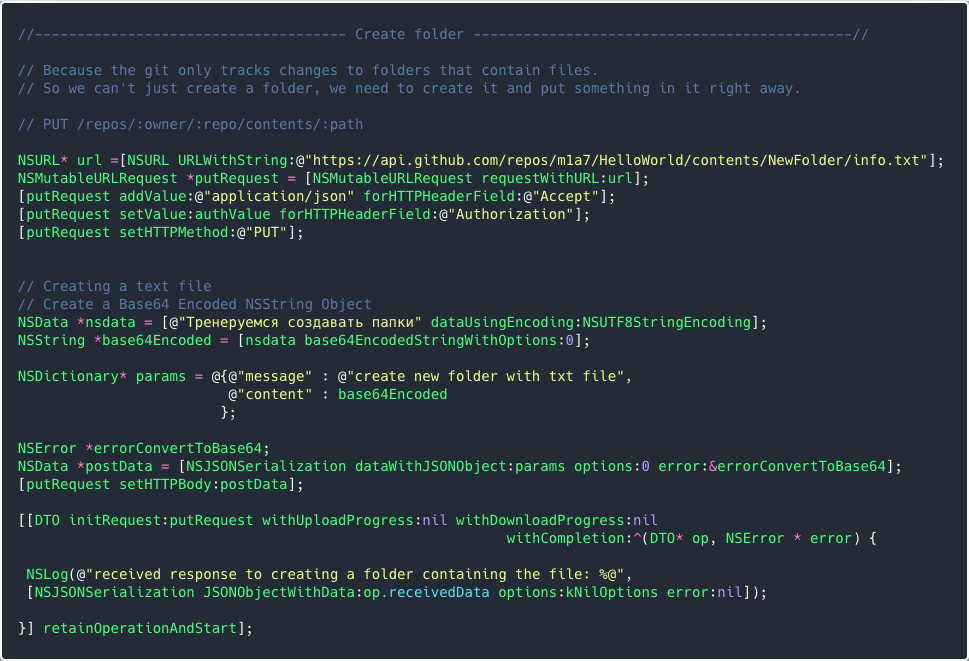 //------------------------------------- Create folder ---------------------------------------------//
// Because the git only tracks changes to folders that contain files.
// So we can't just create a folder, we need to create it and put something in it right away.
// PUT /repos/:owner/:repo/contents/:path
NSURL* url =[NSURL URLWithString:@"https://api.github.com/repos/m1a7/HelloWorld/contents/NewFolder/info.txt"];
NSMutableURLRequest *putRequest = [NSMutableURLRequest requestWithURL:url];
[putRequest addValue:@"application/json" forHTTPHeaderField:@"Accept"];
[putRequest setValue:authValue forHTTPHeaderField:@"Authorization"];
[putRequest setHTTPMethod:@"PUT"];
// Creating a text file
// Create a Base64 Encoded NSString Object
NSData *nsdata = [@"Тренеруемся создавать папки" dataUsingEncoding:NSUTF8StringEncoding];
NSString *base64Encoded = [nsdata base64EncodedStringWithOptions:0];
NSDictionary* params = @{@"message" : @"create new folder with txt file",
@"content" : base64Encoded
};
NSError *errorConvertToBase64;
NSData *postData = [NSJSONSerialization dataWithJSONObject:params options:0 error:&errorConvertToBase64];
[putRequest setHTTPBody:postData];
[[DTO initRequest:putRequest withUploadProgress:nil withDownloadProgress:nil
withCompletion:^(DTO* op, NSError * error) {
NSLog(@"received response to creating a folder containing the file: %@",
[NSJSONSerialization JSONObjectWithData:op.receivedData options:kNilOptions error:nil]);
}] retainOperationAndStart];